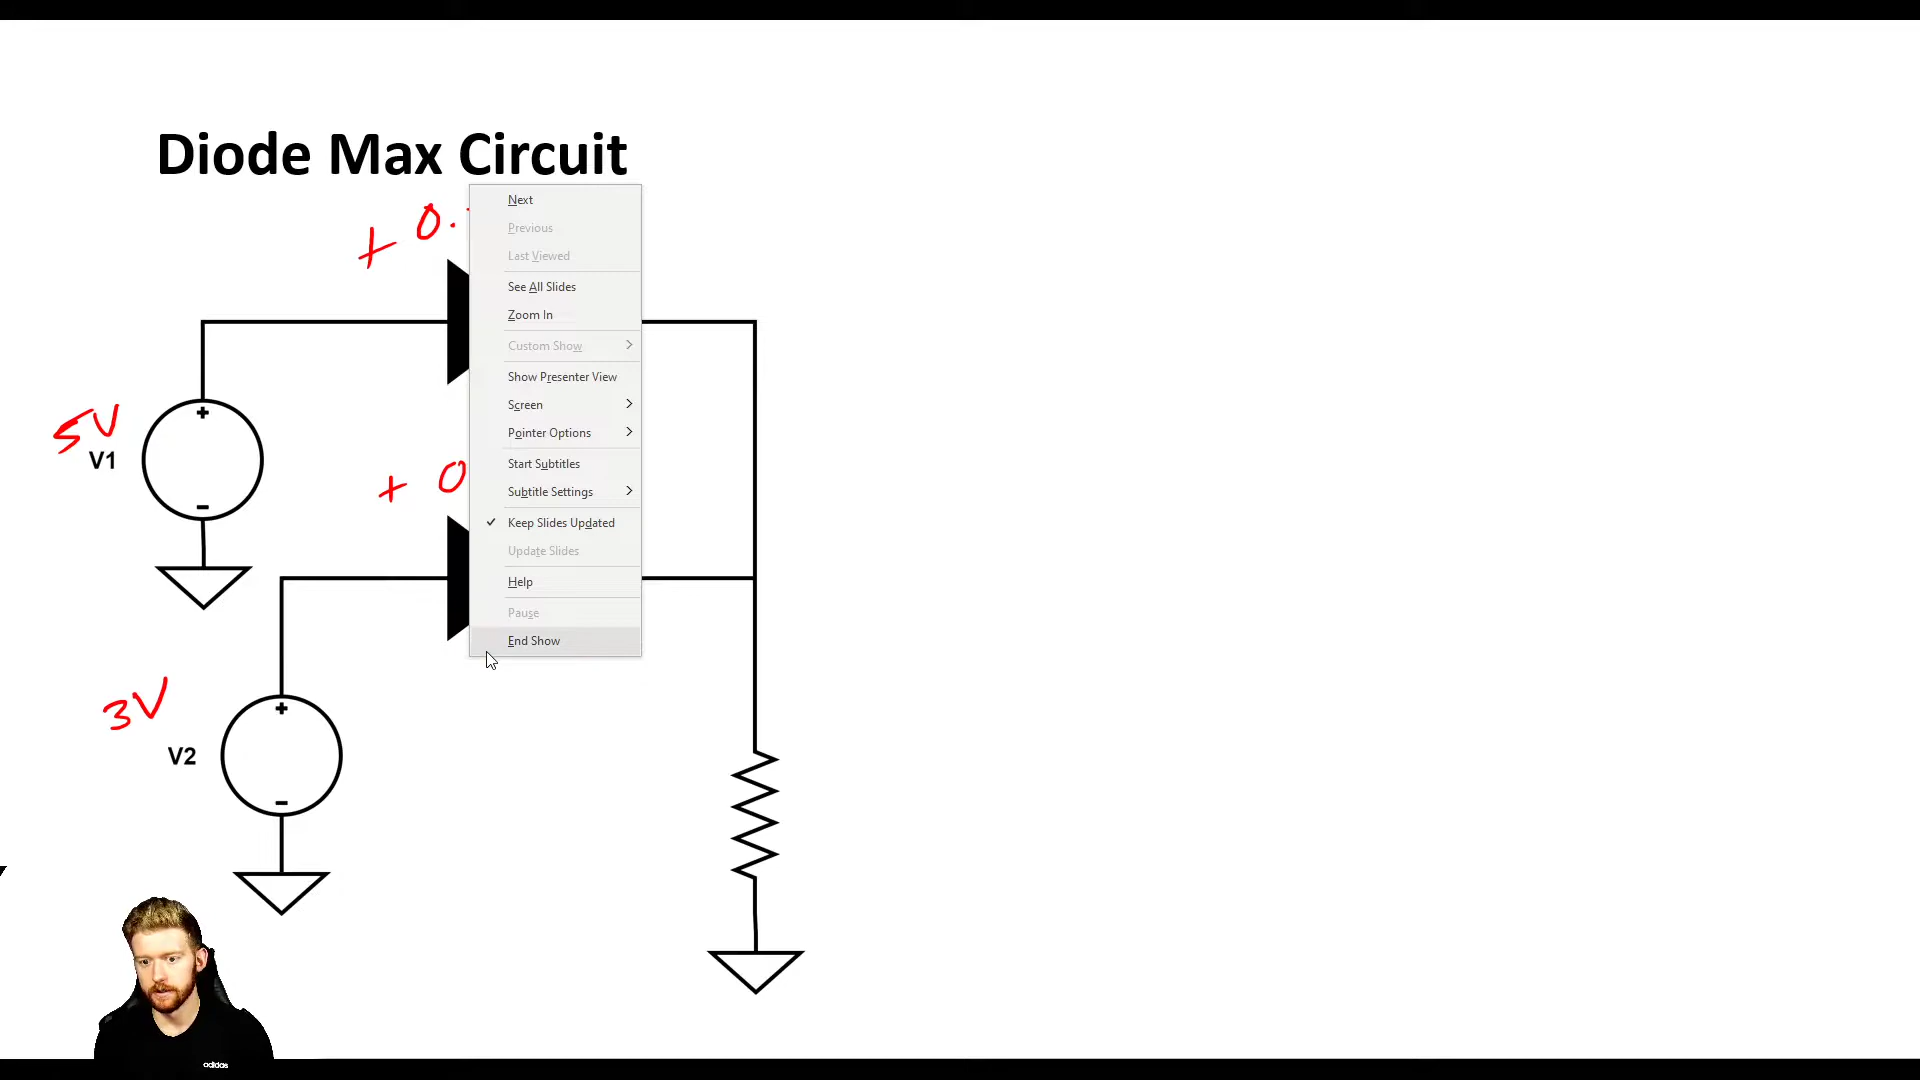 Diode Max Circuit
+ 0.
Next
Previous
Last Viewed
See All Slides
Zoom In
Custom Show
Show Presenter View
Screen
Pointer Options
Start Subtitles
Subtitle Settings
Keep Slides Updated
Update Slides
Help
Pause
End Show
5V
V1
+
-
+ 0
3V
V2
+
-
adidas